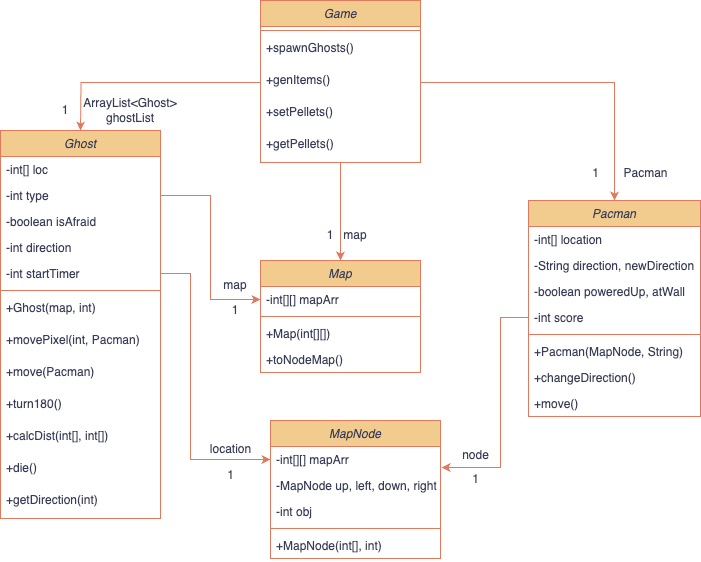 Game
+spawnGhosts()
+genItems()
+setPellets()
+getPellets()
1
ArrayList<Ghost>
ghostList
Ghost
-int[] loc
-int type
-boolean isAfraid
-int direction
-int startTimer
+Ghost(map, int)
+movePixel(int, Pacman)
+move(Pacman)
+turn180()
+calcDist(int[], int[])
+die()
+getDirection(int)
1 map
map
1
Map
-int[][] mapArr
+Map(int[][])
+toNodeMap()
1 Pacman
Pacman
-int[] location
-String direction, newDirection
-boolean poweredUp, atWall
-int score
+Pacman(MapNode, String)
+changeDirection()
+move()
location
1
node
1
MapNode
-int[][] mapArr
-MapNode up, left, down, right
-int obj
+MapNode(int[], int)